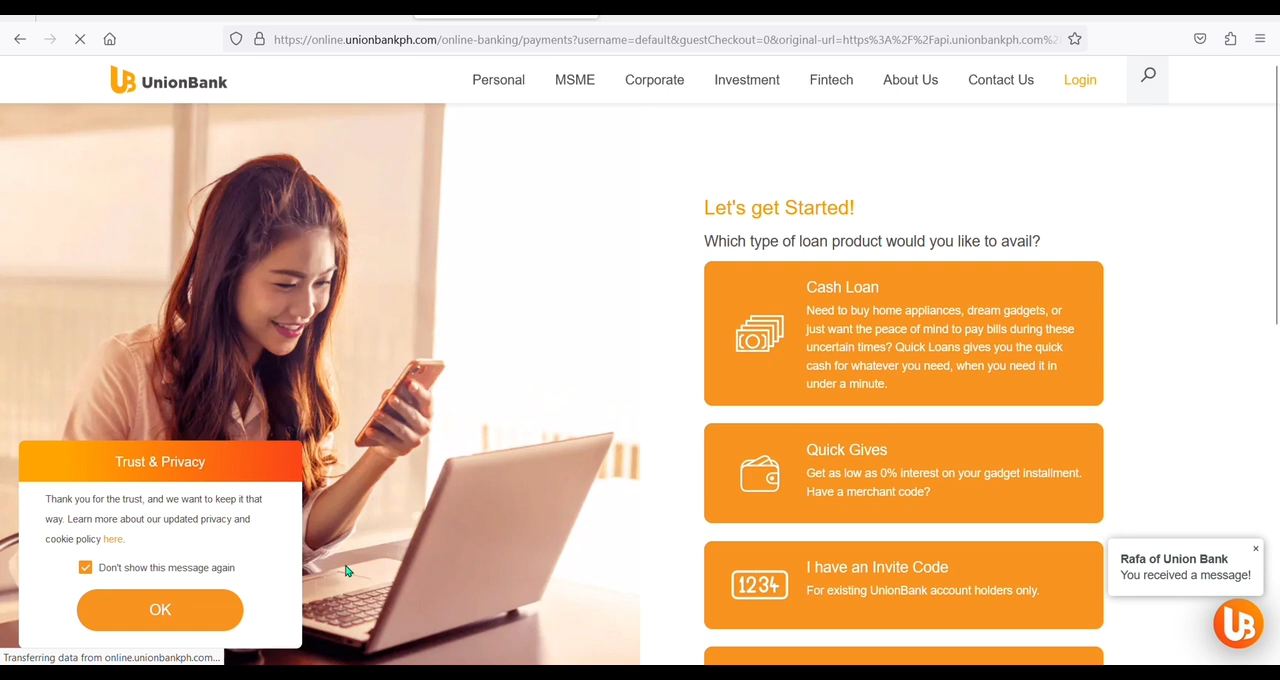 https://online.unionbankph.com/online-banking/payments?username=default&guestCheckout=0&original-url=https%3A%2F%2Fapi.unionbankph.com%2
UB UnionBank
Personal MSME Corporate Investment Fintech About Us Contact Us Login
Let's get Started!
Which type of loan product would you like to avail?
Cash Loan
Need to buy home appliances, dream gadgets, or
just want the peace of mind to pay bills during these
uncertain times? Quick Loans gives you the quick
cash for whatever you need, when you need it in
under a minute.
Quick Gives
Get as low as 0% interest on your gadget installment.
Have a merchant code?
1234
I have an Invite Code
For existing UnionBank account holders only.
Trust & Privacy
Thank you for the trust, and we want to keep it that
way. Learn more about our updated privacy and
cookie policy here.
Don't show this message again
OK
Rafa of Union Bank
You received a message!
UB
Transferring data from online.unionbankph.com...